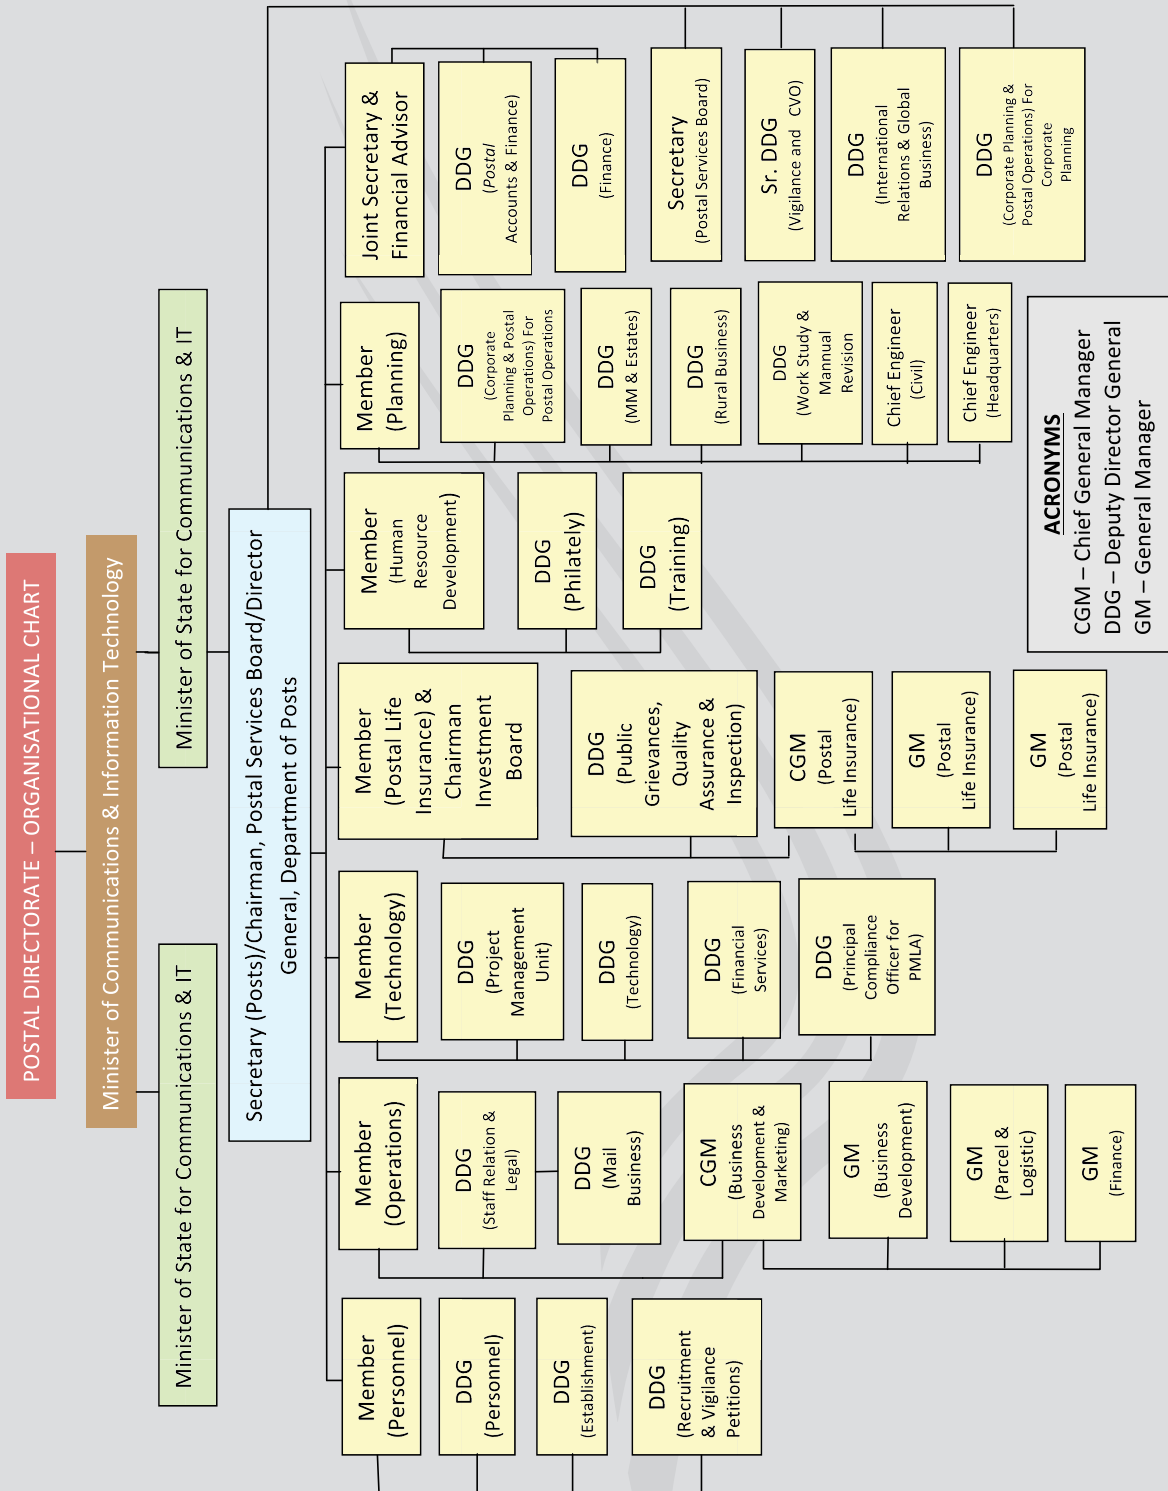 POSTAL DIRECTORATE – ORGANISATIONAL CHART
Minister of Communications & Information Technology
Minister of State for Communications & IT
Minister of State for Communications & IT
Secretary (Posts)/Chairman, Postal Services Board/Director
General, Department of Posts
Member
(Personnel)
DDG
(Personnel)
DDG
(Establishment)
DDG
(Recruitment
& Vigilance
Petitions)
Member
(Operations)
DDG
(Staff Relation &
Legal)
DDG
(Mail
Business)
CGM
(Business
Development &
Marketing)
GM
(Business
Development)
GM
(Parcel &
Logistic)
GM
(Finance)
Member
(Technology)
DDG
(Project
Management
Unit)
DDG
(Technology)
DDG
(Financial
Services)
DDG
(Principal
Compliance
Officer for
PMLA)
Member
(Postal Life
Insurance) &
Chairman
Investment
Board
DDG
(Public
Grievances,
Quality
Assurance &
Inspection)
CGM
(Postal
Life Insurance)
GM
(Postal
Life Insurance)
GM
(Postal
Life Insurance)
Member
(Human
Resource
Development)
DDG
(Philately)
DDG
(Training)
Member
(Planning)
DDG
(Corporate
Planning & Postal
Operations) For
Postal Operations
DDG
(MM & Estates)
DDG
(Rural Business)
DDG
(Work Study &
Mannual
Revision
Chief Engineer
(Civil)
Chief Engineer
(Headquarters)
Joint Secretary &
Financial Advisor
DDG
(Postal
Accounts & Finance)
DDG
(Finance)
Secretary
(Postal Services Board)
Sr. DDG
(Vigilance and CVO)
DDG
(International
Relations & Global
Business)
DDG
(Corporate Planning &
Postal Operations) For
Corporate
Planning
ACRONYMS
CGM – Chief General Manager
DDG – Deputy Director General
GM – General Manager